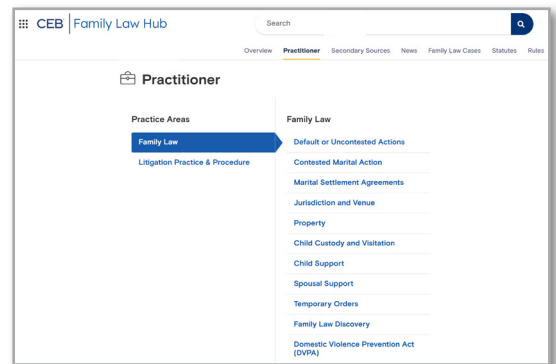 CEB Family Law Hub
Search
Overview Practitioner Secondary Sources News Family Law Cases Statutes Rules
Practitioner
Practice Areas
Family Law
Litigation Practice & Procedure
Family Law
Default or Uncontested Actions
Contested Marital Action
Marital Settlement Agreements
Jurisdiction and Venue
Property
Child Custody and Visitation
Child Support
Spousal Support
Temporary Orders
Family Law Discovery
Domestic Violence Prevention Act
(DVPA)